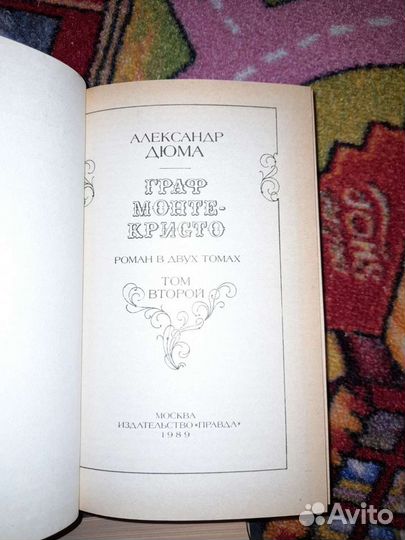 АЛЕКСАНДР
ДЮМА
ГРАФ
МОНТЕ-
КРИСТО
РОМАН В ДВУХ ТОМАХ
ТОМ
ВТОРОЙ
МОСКВА
ИЗДАТЕЛЬСТВО «ПРАВДА»
1989
Avito